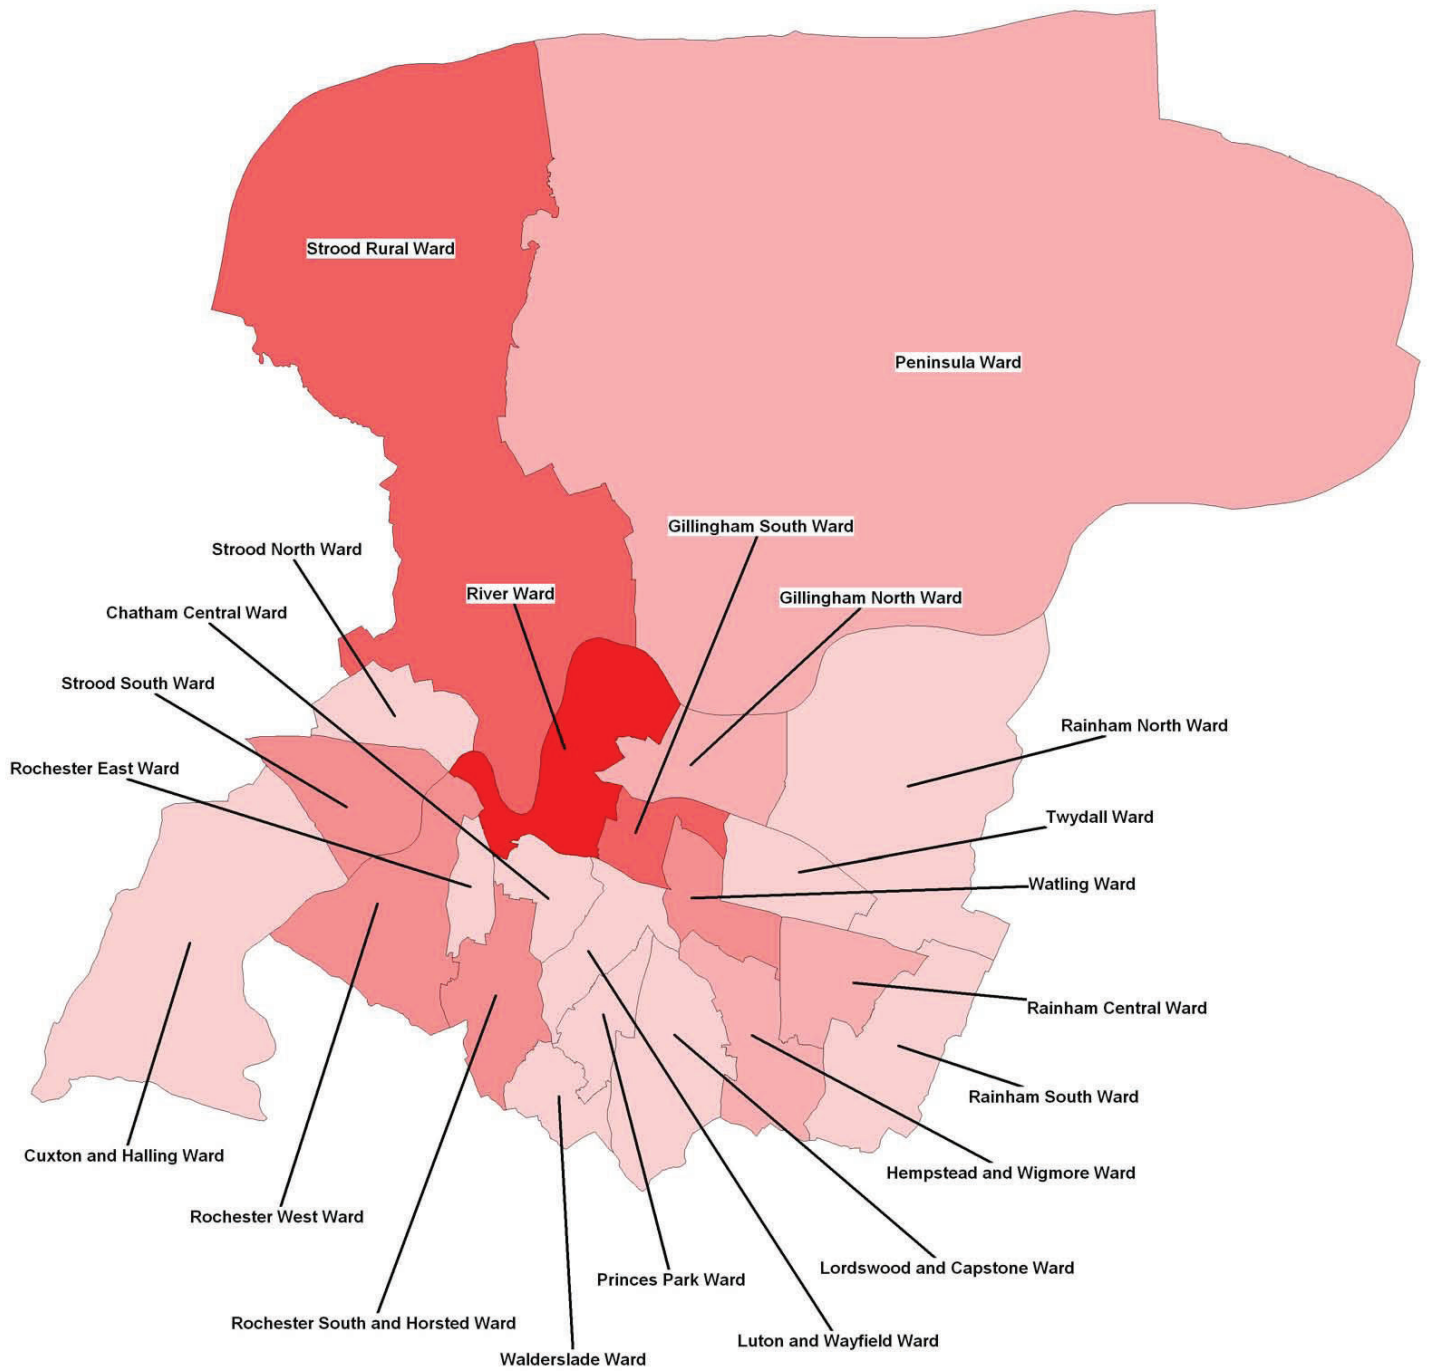 Strood Rural Ward
Peninsula Ward
Gillingham South Ward
Strood North Ward
River Ward
Gillingham North Ward
Chatham Central Ward
Strood South Ward
Rainham North Ward
Rochester East Ward
Twydall Ward
Watling Ward
Rainham Central Ward
Rainham South Ward
Cuxton and Halling Ward
Hempstead and Wigmore Ward
Rochester West Ward
Lordswood and Capstone Ward
Princes Park Ward
Rochester South and Horsted Ward
Luton and Wayfield Ward
Walderslade Ward